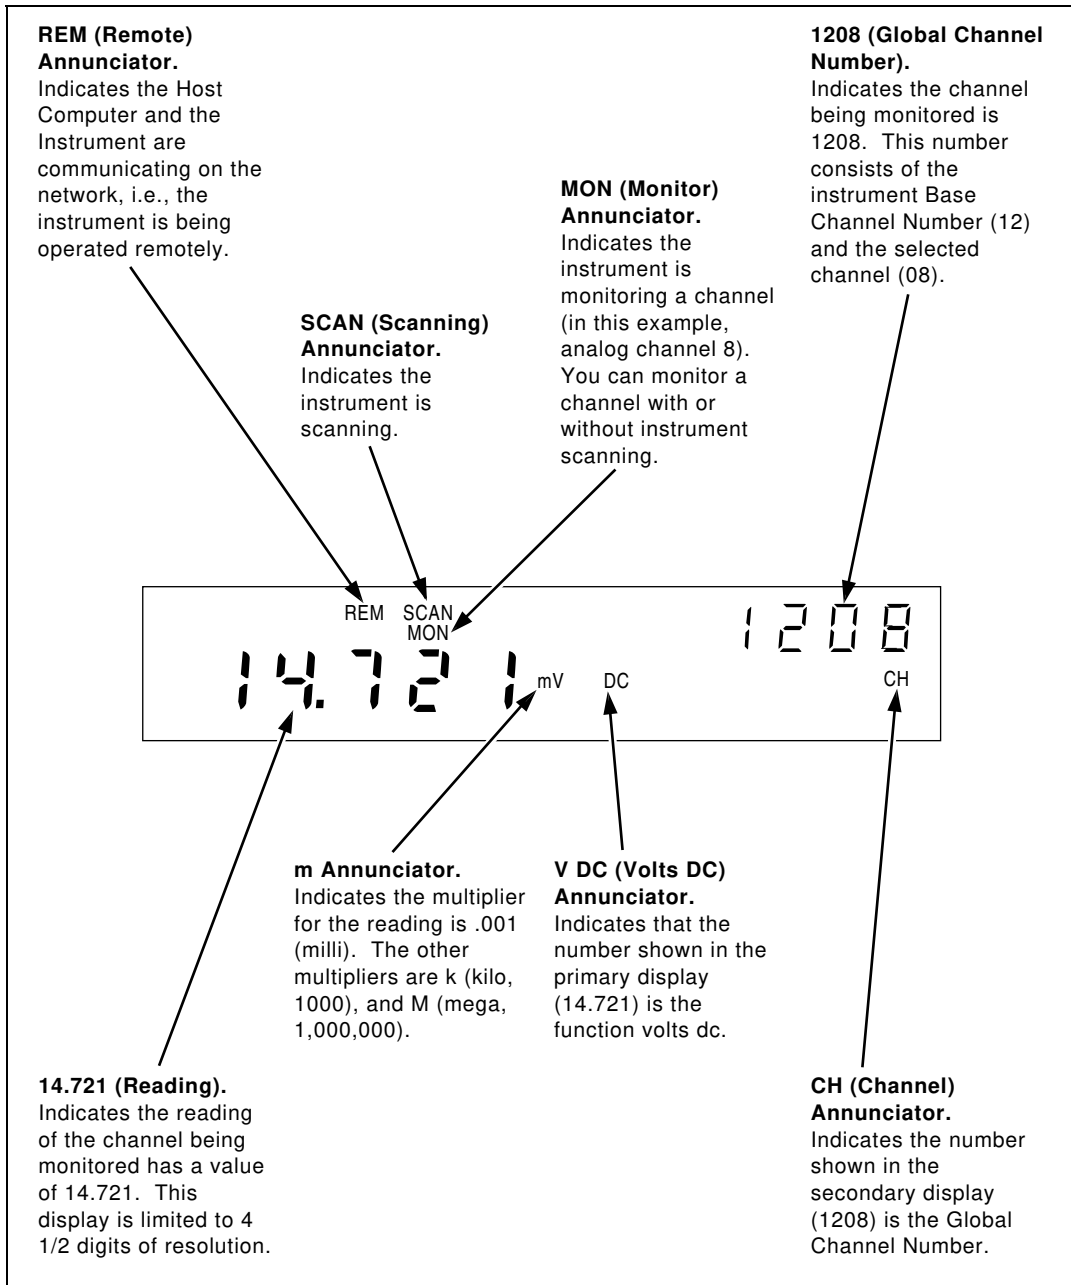 REM (Remote)
Annunciator.
Indicates the Host
Computer and the
Instrument are
communicating on the
network, i.e., the
instrument is being
operated remotely.
SCAN (Scanning)
Annunciator.
Indicates the
instrument is
scanning.
MON (Monitor)
Annunciator.
Indicates the
instrument is
monitoring a channel
(in this example,
analog channel 8).
You can monitor a
channel with or
without instrument
scanning.
1208 (Global Channel
Number).
Indicates the channel
being monitored is
1208. This number
consists of the
instrument Base
Channel Number (12)
and the selected
channel (08).
REM SCAN
MON
1208
14.721 mV DC
CH
m Annunciator.
Indicates the multiplier
for the reading is .001
(milli). The other
multipliers are k (kilo,
1000), and M (mega,
1,000,000).
V DC (Volts DC)
Annunciator.
Indicates that the
number shown in the
primary display
(14.721) is the
function volts dc.
14.721 (Reading).
Indicates the reading
of the channel being
monitored has a value
of 14.721. This
display is limited to 4
1/2 digits of resolution.
CH (Channel)
Annunciator.
Indicates the number
shown in the
secondary display
(1208) is the Global
Channel Number.